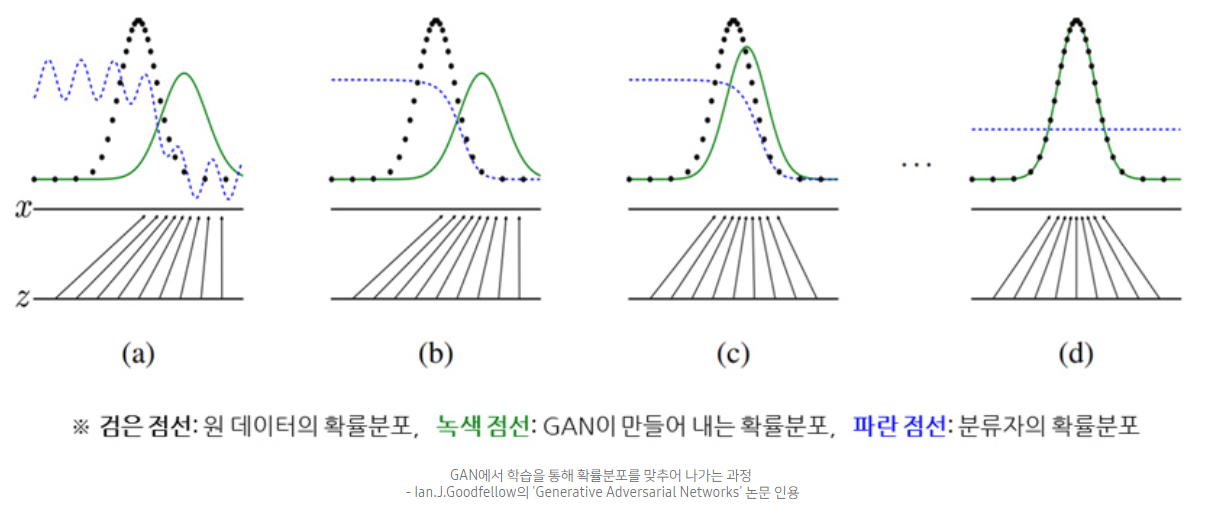 x
z
(a) (b) (c) ... (d)
※ 검은 점선: 원 데이터의 확률분포, 녹색 점선: GAN이 만들어 내는 확률분포, 파란 점선: 분류자의 확률분포
GAN에서 학습을 통해 확률분포를 맞추어 나가는 과정
- Ian.J.Goodfellow의 'Generative Adversarial Networks' 논문 인용